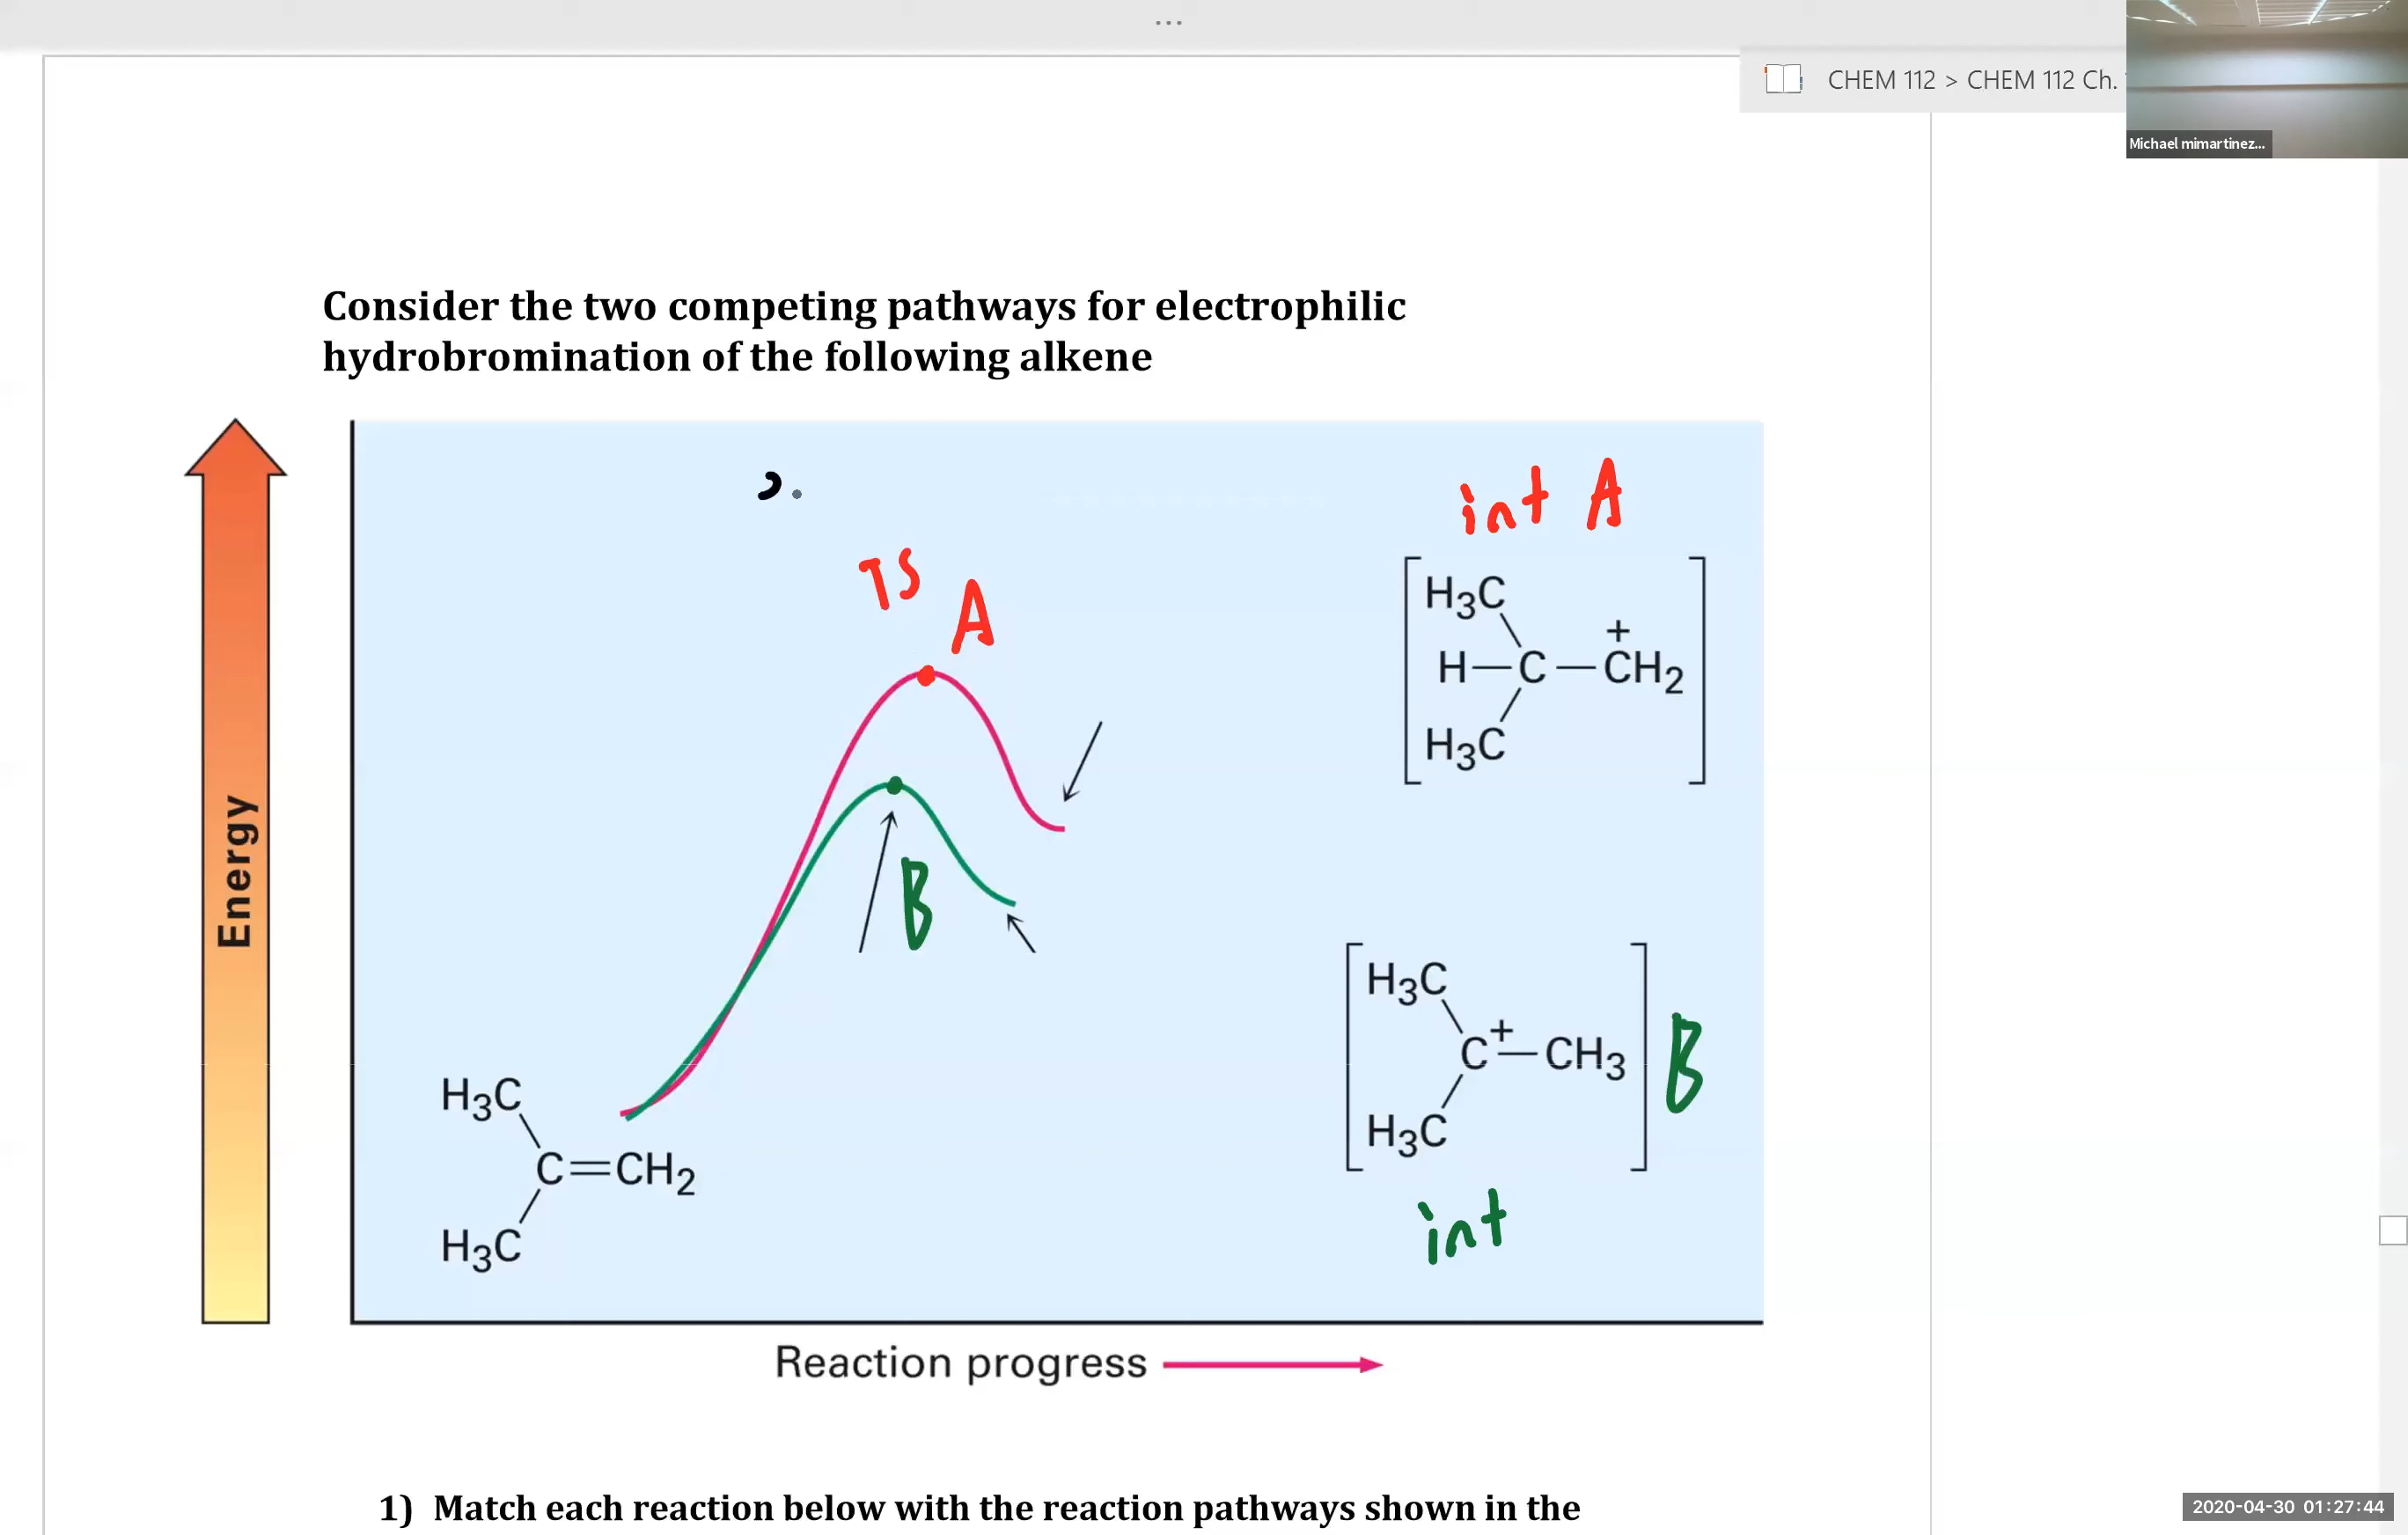 ...
CHEM 112 > CHEM 112 Ch.
Michael mimartinez...
Consider the two competing pathways for electrophilic
hydrobromination of the following alkene
int A
TS
A
H₃C
+
H—C—CH₂
H₃C
B
H₃C
C⁺—CH₃
H₃C
B
int
H₃C
C=CH₂
H₃C
Energy
Reaction progress
1) Match each reaction below with the reaction pathways shown in the
2020-04-30 01:27:44